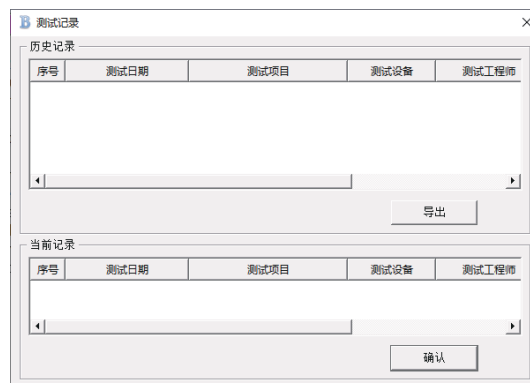 B 测试记录
历史记录
序号 测试日期 测试项目 测试设备 测试工程师
导出
当前记录
序号 测试日期 测试项目 测试设备 测试工程师
确认